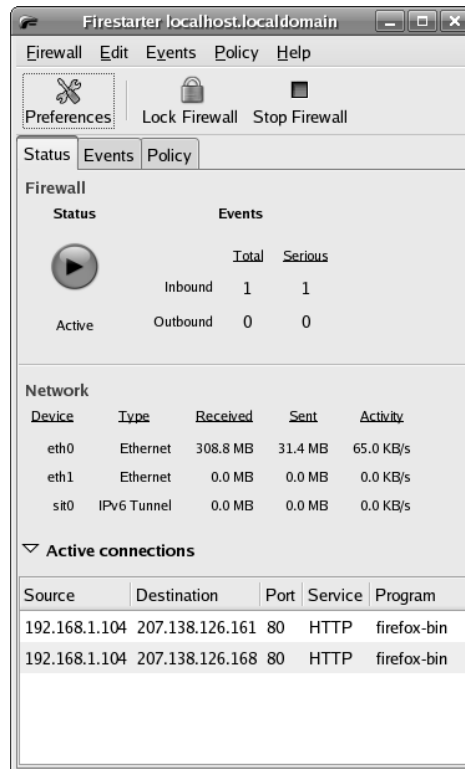 Firestarter localhost.localdomain
Firewall Edit Events Policy Help
Preferences Lock Firewall Stop Firewall
Status Events Policy
Firewall
Status Events
Total Serious
Inbound 1 1
Active Outbound 0 0
Network
Device Type Received Sent Activity
eth0 Ethernet 308.8 MB 31.4 MB 65.0 KB/s
eth1 Ethernet 0.0 MB 0.0 MB 0.0 KB/s
sit0 IPv6 Tunnel 0.0 MB 0.0 MB 0.0 KB/s
Active connections
Source Destination Port Service Program
192.168.1.104 207.138.126.161 80 HTTP firefox-bin
192.168.1.104 207.138.126.168 80 HTTP firefox-bin